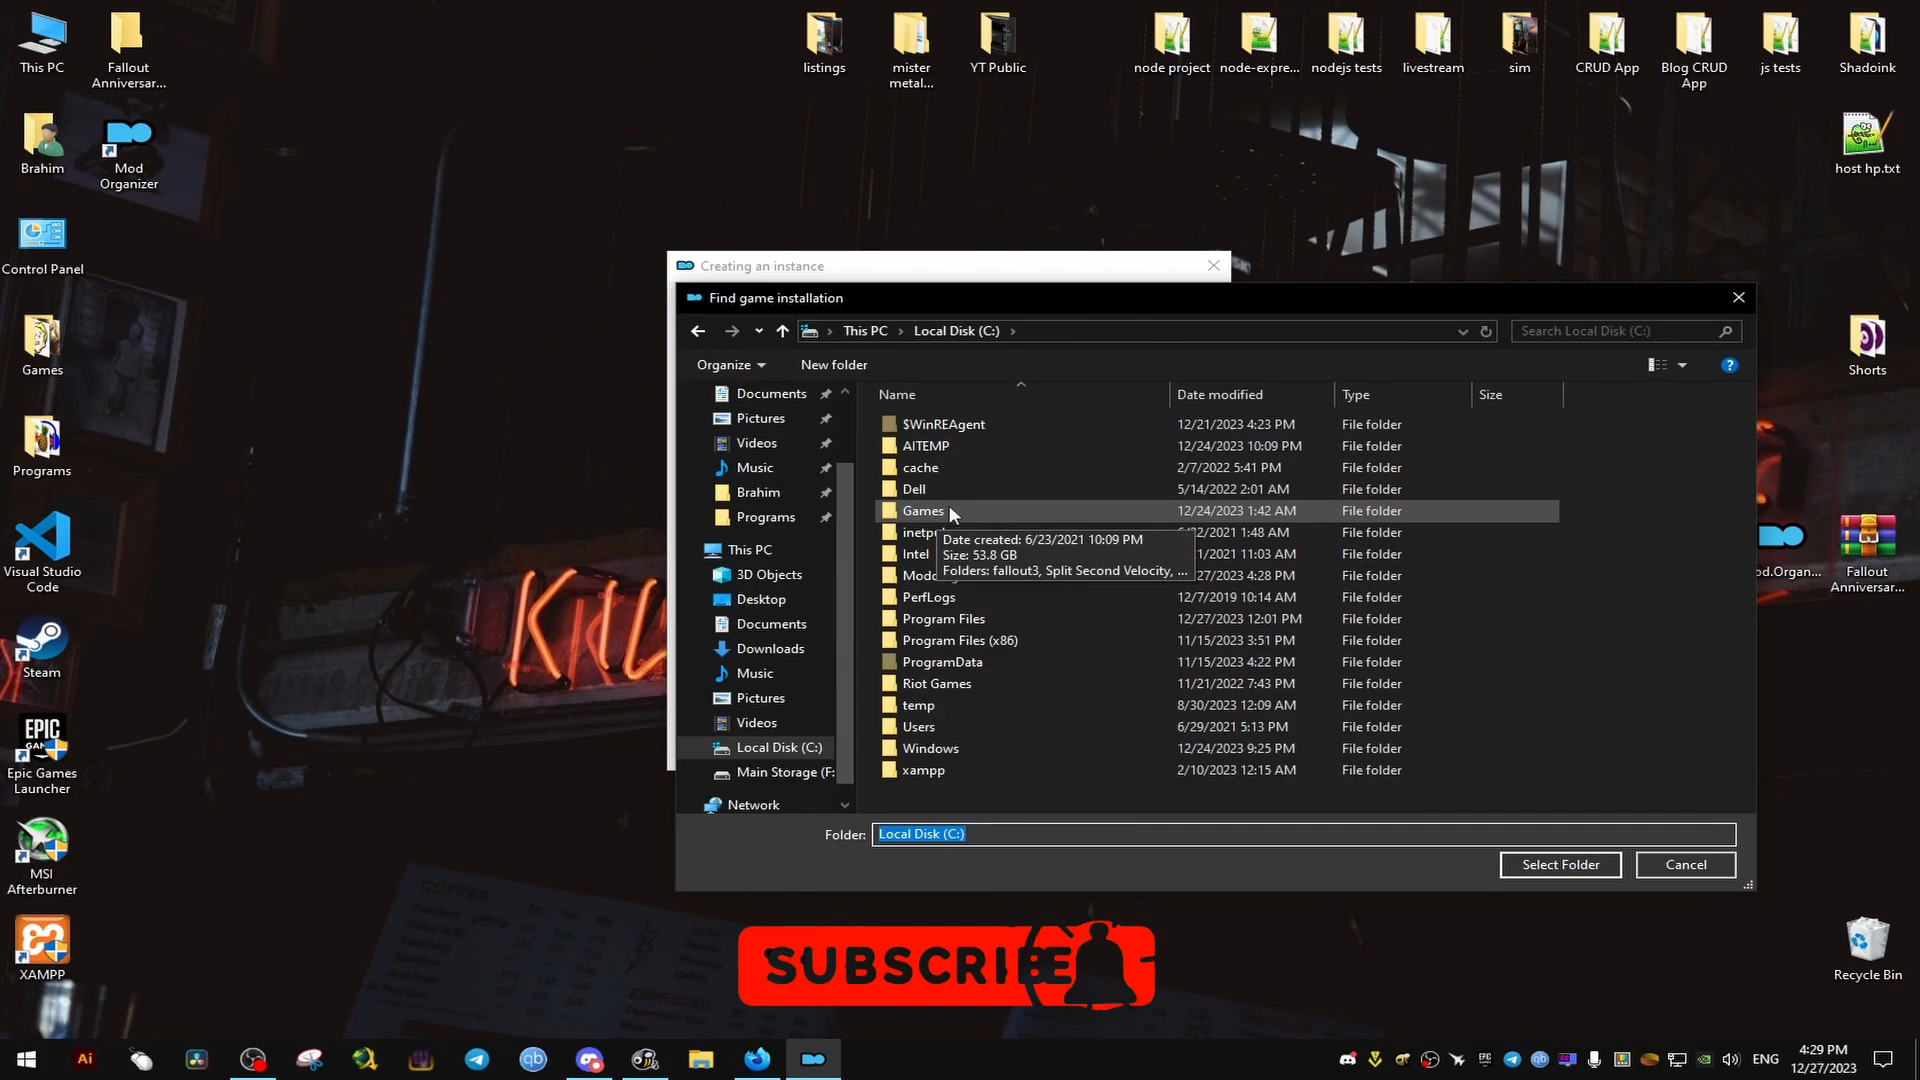 This PC
Fallout
Anniversar...
listings
mister
metal...
YT Public
node project
node-expre...
nodejs tests
livestream
sim
CRUD App
Blog CRUD
App
js tests
Shadoink
Brahim
Mod
Organizer
host hp.txt
Control Panel
Games
Shorts
Programs
Visual Studio
Code
od.Organ...
Fallout
Anniversar...
Steam
EPIC
Epic Games
Launcher
MSI
Afterburner
XAMPP
Recycle Bin
Creating an instance
Find game installation
This PC
Local Disk (C:)
Search Local Disk (C:)
Organize
New folder
Documents
Pictures
Videos
Music
Brahim
Programs
This PC
3D Objects
Desktop
Documents
Downloads
Music
Pictures
Videos
Local Disk (C:)
Main Storage (F:
Network
Name Date modified Type Size
$WinREAgent 12/21/2023 4:23 PM File folder
AITEMP 12/24/2023 10:09 PM File folder
cache 2/7/2022 5:41 PM File folder
Dell 5/14/2022 2:01 AM File folder
Games 12/24/2023 1:42 AM File folder
1:48 AM File folder
Intel 11:03 AM File folder
4:28 PM File folder
Date created: 6/23/2021 10:09 PM
Size: 53.8 GB
Folders: fallout3, Split Second Velocity, ...
PerfLogs 12/7/2019 10:14 AM File folder
Program Files 12/27/2023 12:01 PM File folder
Program Files (x86) 11/15/2023 3:51 PM File folder
ProgramData 11/15/2023 4:22 PM File folder
Riot Games 11/21/2022 7:43 PM File folder
temp 8/30/2023 12:09 AM File folder
Users 6/29/2021 5:13 PM File folder
Windows 12/24/2023 9:25 PM File folder
xampp 2/10/2023 12:15 AM File folder
Folder: Local Disk (C:)
Select Folder
Cancel
SUBSCRIBE
COFFEE
ESPRESSO
Ai
qb
ENG
4:29 PM
12/27/2023